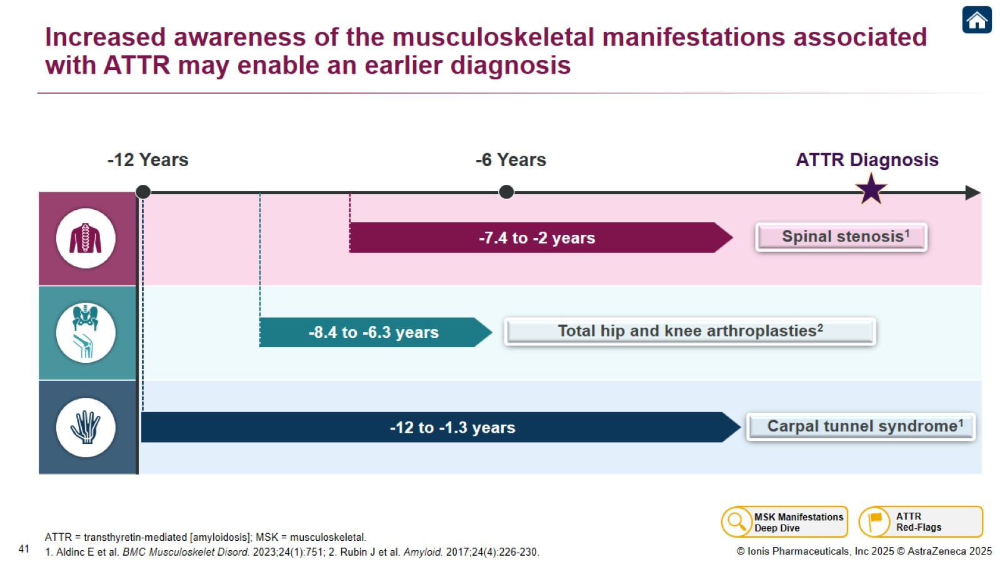 Increased awareness of the musculoskeletal manifestations associated
with ATTR may enable an earlier diagnosis
-12 Years
-6 Years
ATTR Diagnosis
-7.4 to -2 years
Spinal stenosis¹
-8.4 to -6.3 years
Total hip and knee arthroplasties²
-12 to -1.3 years
Carpal tunnel syndrome¹
MSK Manifestations
Deep Dive
ATTR
Red-Flags
ATTR = transthyretin-mediated [amyloidosis]; MSK = musculoskeletal.
41
1. Aldinc E et al. BMC Musculoskelet Disord. 2023;24(1):751; 2. Rubin J et al. Amyloid. 2017;24(4):226-230.
© Ionis Pharmaceuticals, Inc 2025 © AstraZeneca 2025